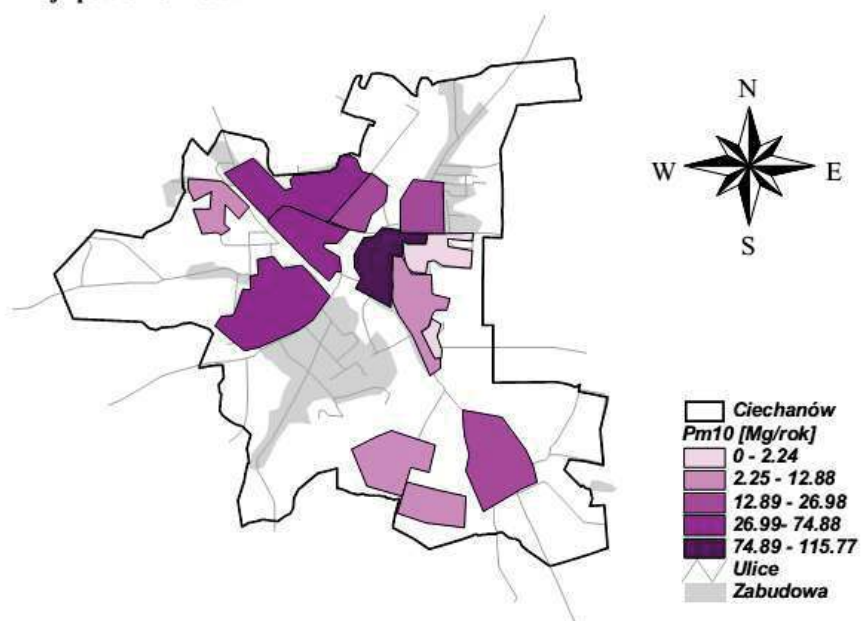 N
W E
S
Ciechanów
Pm10 [Mg/rok]
0 - 2.24
2.25 - 12.88
12.89 - 26.98
26.99- 74.88
74.89 - 115.77
Ulice
Zabudowa